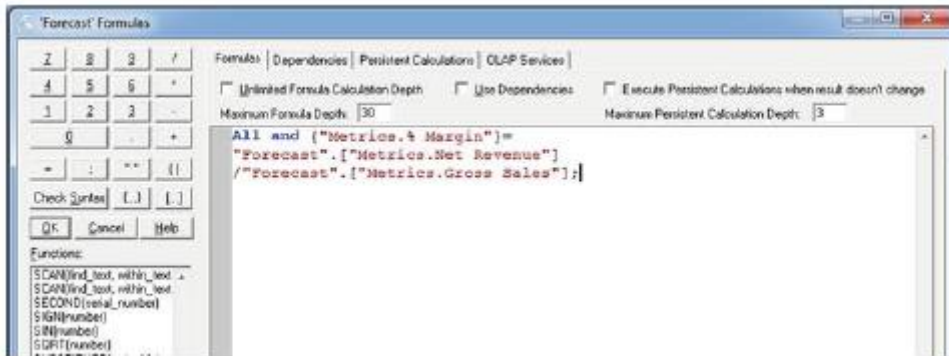 'Forecast' Formulas
7 8 9 /
4 5 6 *
1 2 3 -
0 . +
= ; "" {}
Check Syntax {..} [..]
OK Cancel Help
Functions:
SCAN(find_text, within_text
SCAN(find_text, within_text
SECOND(serial_number)
SIGN(number)
SIN(number)
SQRT(number)
Formulas Dependencies Persistent Calculations OLAP Services
Unlimited Formula Calculation Depth Use Dependencies Execute Persistent Calculations when result doesn't change
Maximum Formula Depth: 30 Maximum Persistent Calculation Depth: 3
All and {"Metrics.% Margin"}=
"Forecast".["Metrics.Net Revenue"]
/"Forecast".["Metrics.Gross Sales"];